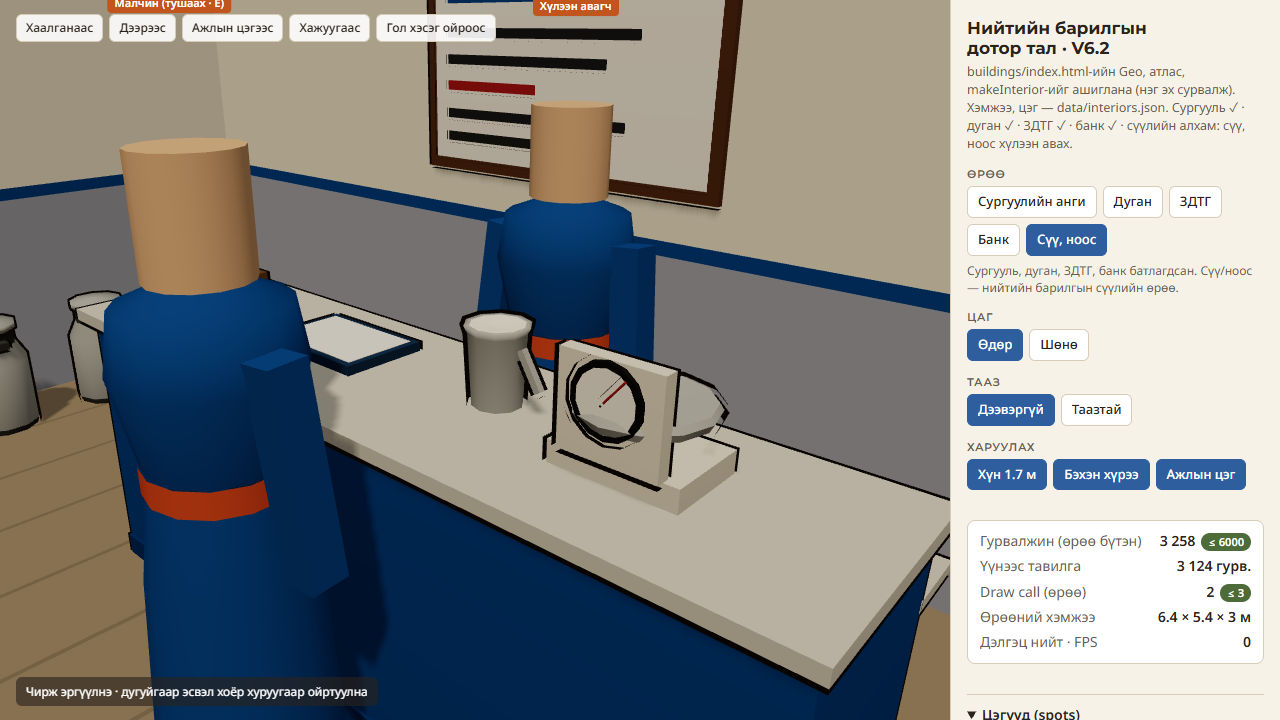 Малчин (тушаах · E)
Хүлээн авагч
Хаалганаас
Дээрээс
Ажлын цэгээс
Хажуугаас
Гол хэсэг ойроос
Чирж эргүүлнэ · дугуйгаар эсвэл хоёр хуруугаар ойртуулна
Нийтийн барилгын
дотор тал · V6.2
buildings/index.html-ийн Geo, атлас,
makeInterior-ийг ашиглана (нэг эх сурвалж).
Хэмжээ, цэг — data/interiors.json. Сургууль ✓ ·
дуган ✓ · ЗДТГ ✓ · банк ✓ · сүүлийн алхам: сүү,
ноос хүлээн авах.
ӨРӨӨ
Сургуулийн анги
Дуган
ЗДТГ
Банк
Сүү, ноос
Сургууль, дуган, ЗДТГ, банк батлагдсан. Сүү/ноос
— нийтийн барилгын сүүлийн өрөө.
ЦАГ
Өдөр
Шөнө
ТААЗ
Дээвэргүй
Таазтай
ХАРУУЛАХ
Хүн 1.7 м
Бэхэн хүрээ
Ажлын цэг
Гурвалжин (өрөө бүтэн) 3 258 ≤ 6000
Үүнээс тавилга 3 124 гурв.
Draw call (өрөө) 2 ≤ 3
Өрөөний хэмжээ 6.4 × 5.4 × 3 м
Дэлгэц нийт · FPS 0
▼ Цэгүүд (spots)